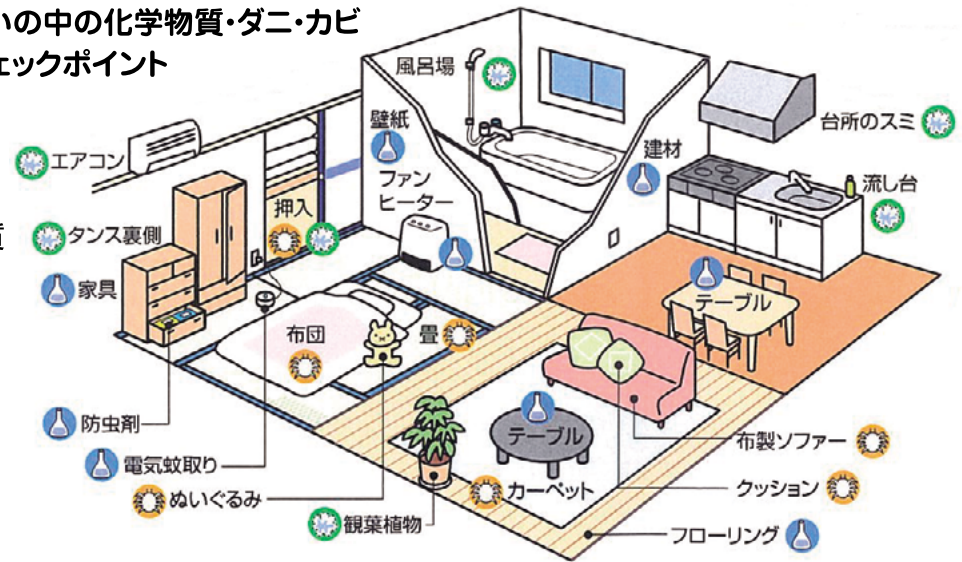 いの中の化学物質・ダニ・カビ
ェックポイント
風呂場
台所のスミ
壁紙
建材
エアコン
ファン
ヒーター
流し台
押入
タンス裏側
家具
テーブル
布団
畳
防虫剤
テーブル
布製ソファー
電気蚊取り
カーペット
クッション
ぬいぐるみ
観葉植物
フローリング